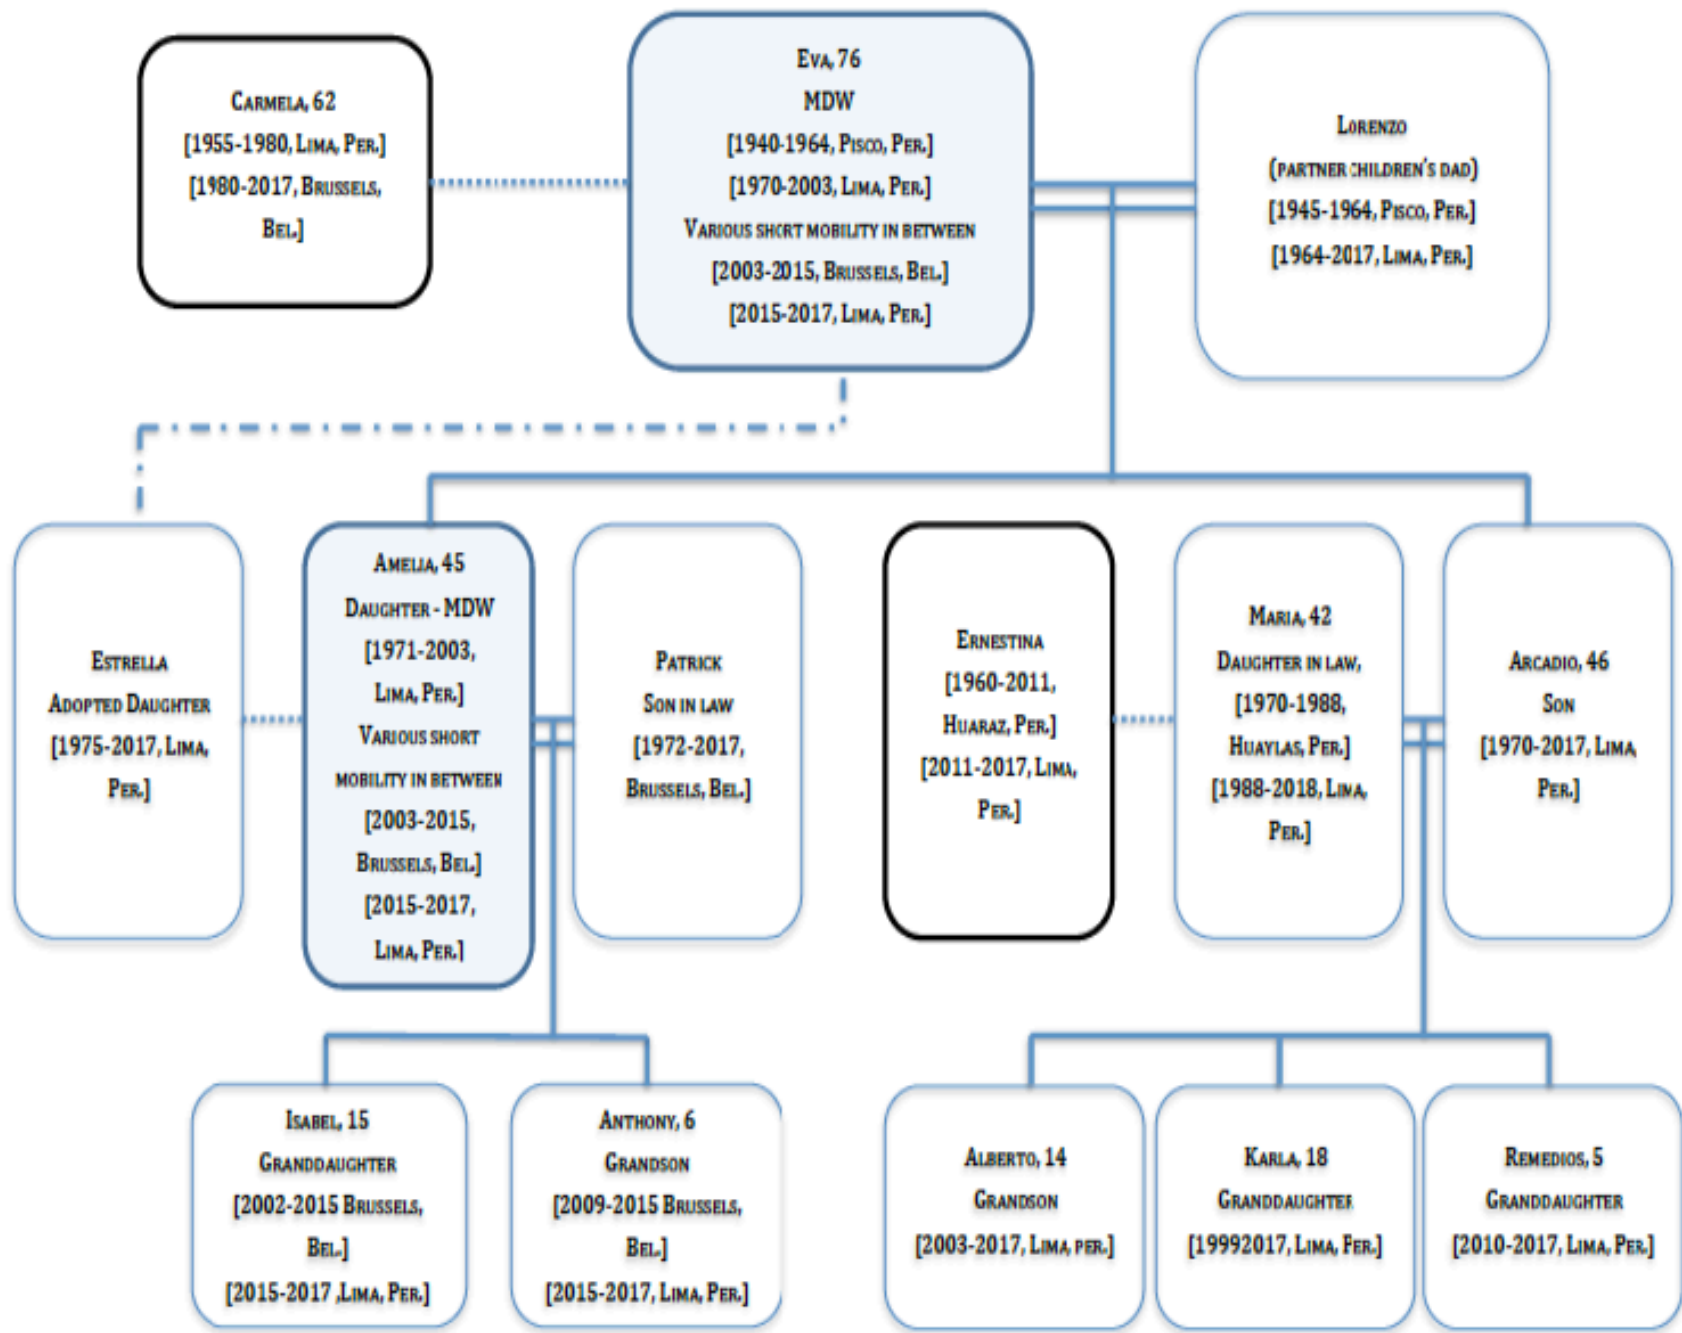 Carmela, 62
[1955-1980, Lima, Per.]
[1980-2017, Brussels,
Bel.]
Eva, 76
MDW
[1940-1964, Pisco, Per.]
[1970-2003, Lima, Per.]
Various short mobility in between
[2003-2015, Brussels, Bel.]
[2015-2017, Lima, Per.]
Lorenzo
(partner children's dad)
[1945-1964, Pisco, Per.]
[1964-2017, Lima, Per.]
Estrella
Adopted Daughter
[1975-2017, Lima,
Per.]
Amelia, 45
Daughter - MDW
[1971-2003,
Lima, Per.]
Various short
mobility in between
[2003-2015,
Brussels, Bel.]
[2015-2017,
Lima, Per.]
Patrick
Son in law
[1972-2017,
Brussels, Bel.]
Ernestina
[1960-2011,
Huaraz, Per.]
[2011-2017, Lima,
Per.]
Maria, 42
Daughter in law,
[1970-1988,
Huaylas, Per.]
[1988-2018, Lima,
Per.]
Arcadio, 46
Son
[1970-2017, Lima,
Per.]
Isabel, 15
Granddaughter
[2002-2015 Brussels,
Bel.]
[2015-2017 ,Lima, Per.]
Anthony, 6
Grandson
[2009-2015 Brussels,
Bel.]
[2015-2017, Lima, Per.]
Alberto, 14
Grandson
[2003-2017, Lima, per.]
Karla, 18
Granddaughter
[19992017, Lima, Per.]
Remedios, 5
Granddaughter
[2010-2017, Lima, Per.]